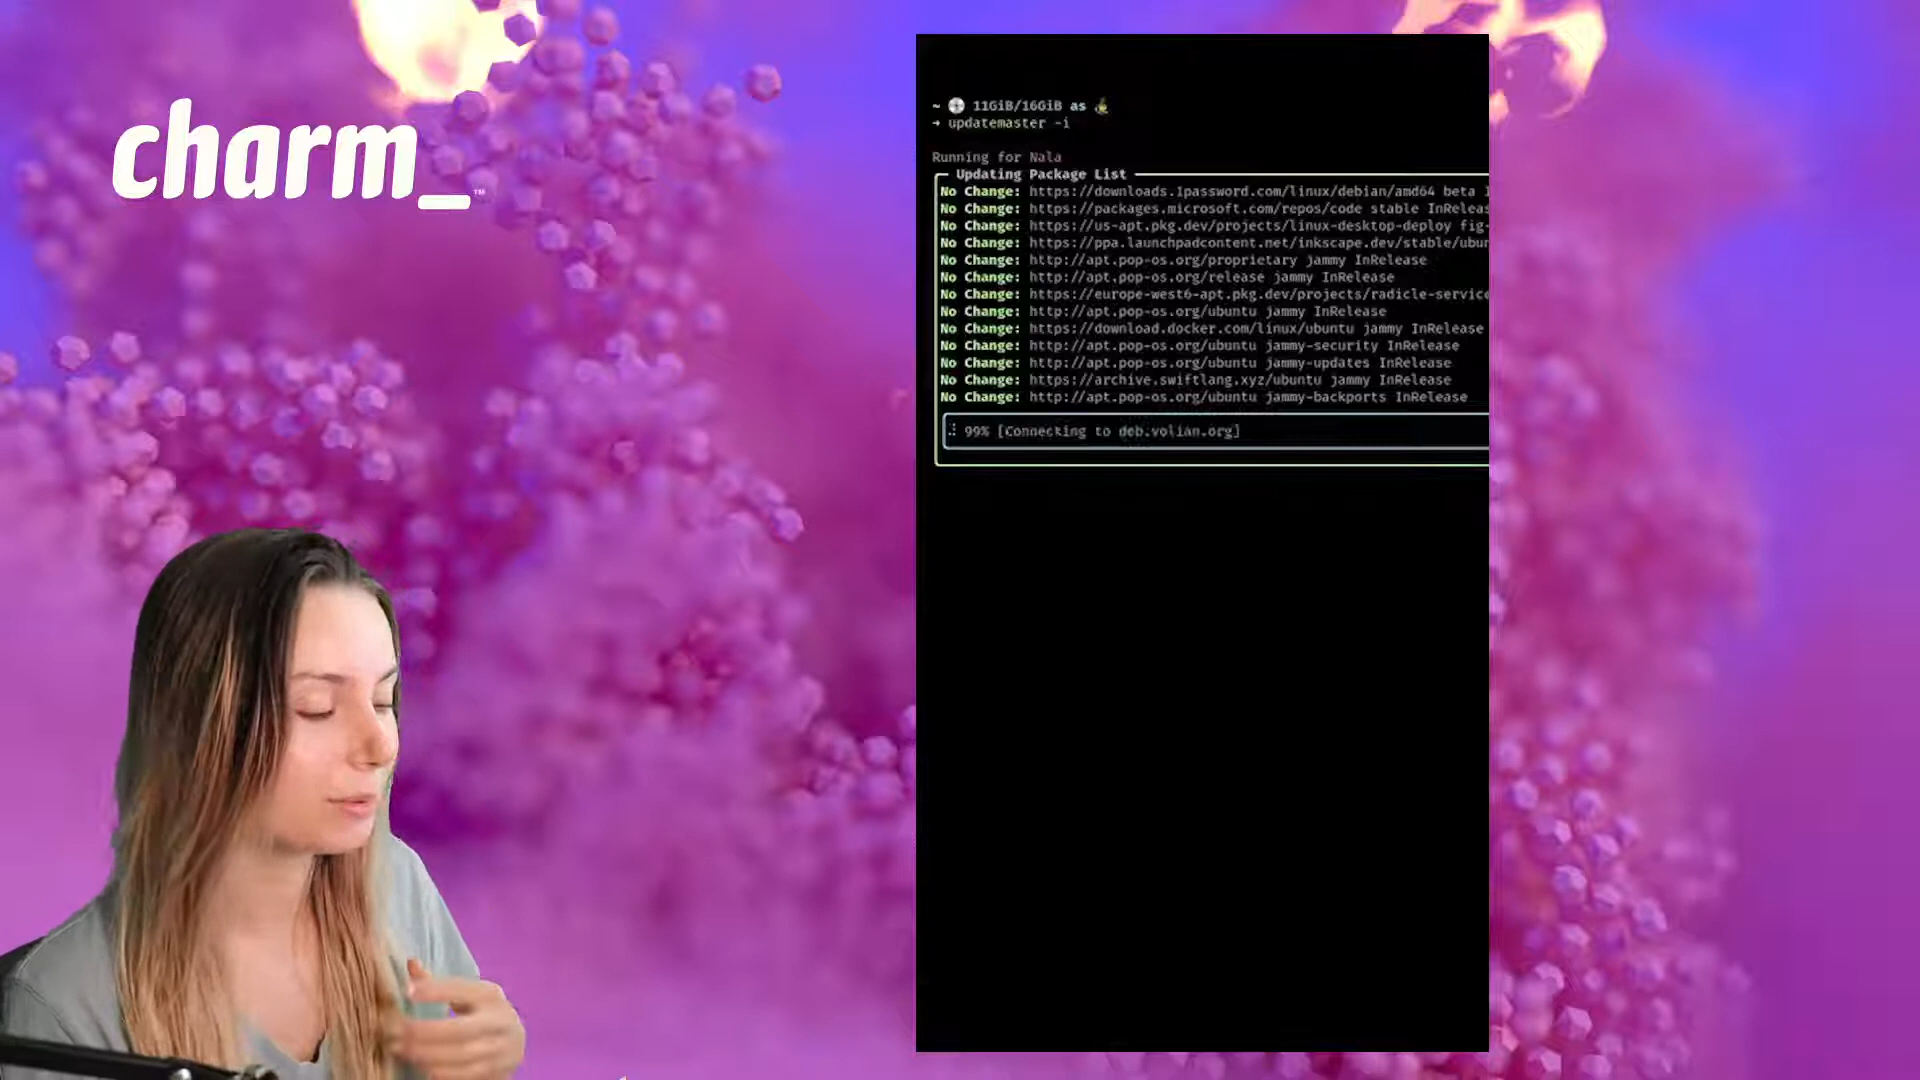 charm_™
~ 11GiB/16GiB as
→ updatemaster -i
Running for Nala
Updating Package List
No Change: https://downloads.1password.com/linux/debian/amd64 beta
No Change: https://packages.microsoft.com/repos/code stable InReleas
No Change: https://us-apt.pkg.dev/projects/linux-desktop-deploy fig-
No Change: https://ppa.launchpadcontent.net/inkscape.dev/stable/ubun
No Change: http://apt.pop-os.org/proprietary jammy InRelease
No Change: http://apt.pop-os.org/release jammy InRelease
No Change: https://europe-west6-apt.pkg.dev/projects/radicle-service
No Change: http://apt.pop-os.org/ubuntu jammy InRelease
No Change: https://download.docker.com/linux/ubuntu jammy InRelease
No Change: http://apt.pop-os.org/ubuntu jammy-security InRelease
No Change: http://apt.pop-os.org/ubuntu jammy-updates InRelease
No Change: https://archive.swiftlang.xyz/ubuntu jammy InRelease
No Change: http://apt.pop-os.org/ubuntu jammy-backports InRelease
99% [Connecting to deb.volian.org]